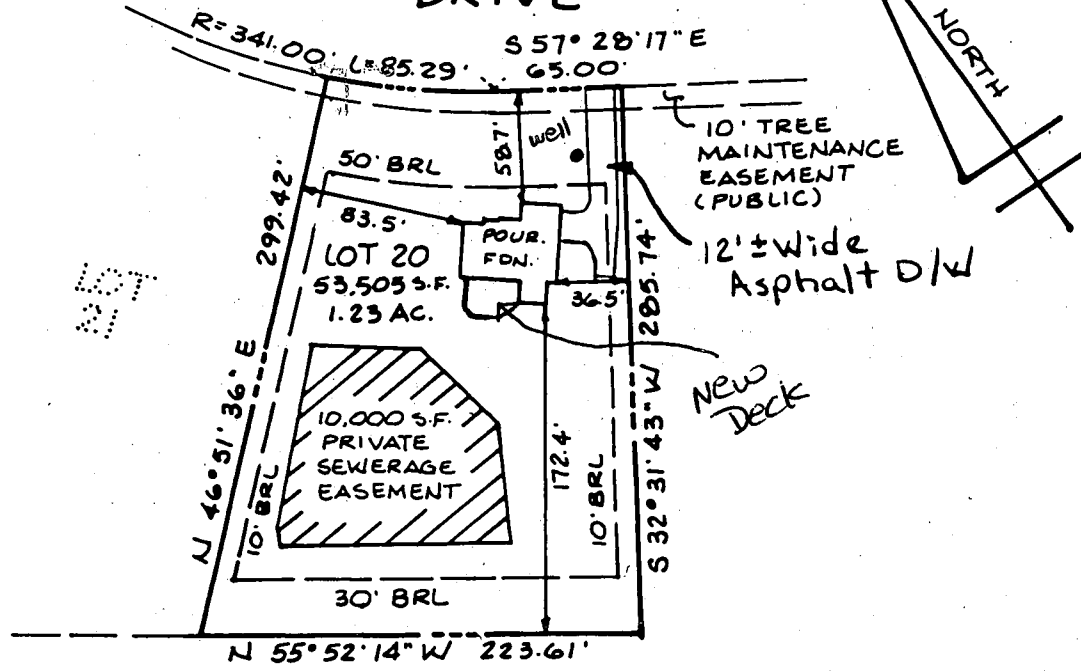 DRIVE
R=341.00'
L=85.29'
S 57° 28' 17" E
65.00'
NORTH
10' TREE
MAINTENANCE
EASEMENT
(PUBLIC)
58.7'
well
50' BRL
299.42'
83.5'
POUR.
FDN.
LOT 20
53,505 S.F.
1.23 AC.
12' ± Wide
Asphalt D/W
36.5'
285.74'
LOT
21
New
Deck
10,000 S.F.
PRIVATE
SEWERAGE
EASEMENT
172.4'
N 46° 51' 36" E
10' BRL
10' BRL
S 32° 31' 43" W
30' BRL
N 55° 52' 14" W 223.61'